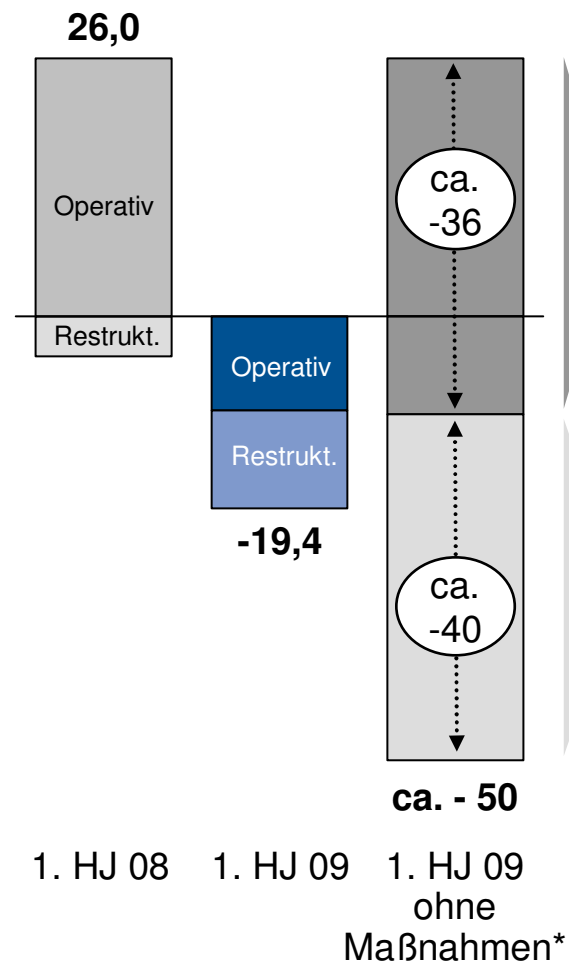 26,0
Operativ
Restrukt.
Operativ
Restrukt.
-19,4
ca.
-36
ca.
-40
ca. - 50
1. HJ 08
1. HJ 09
1. HJ 09
ohne
Maßnahmen*